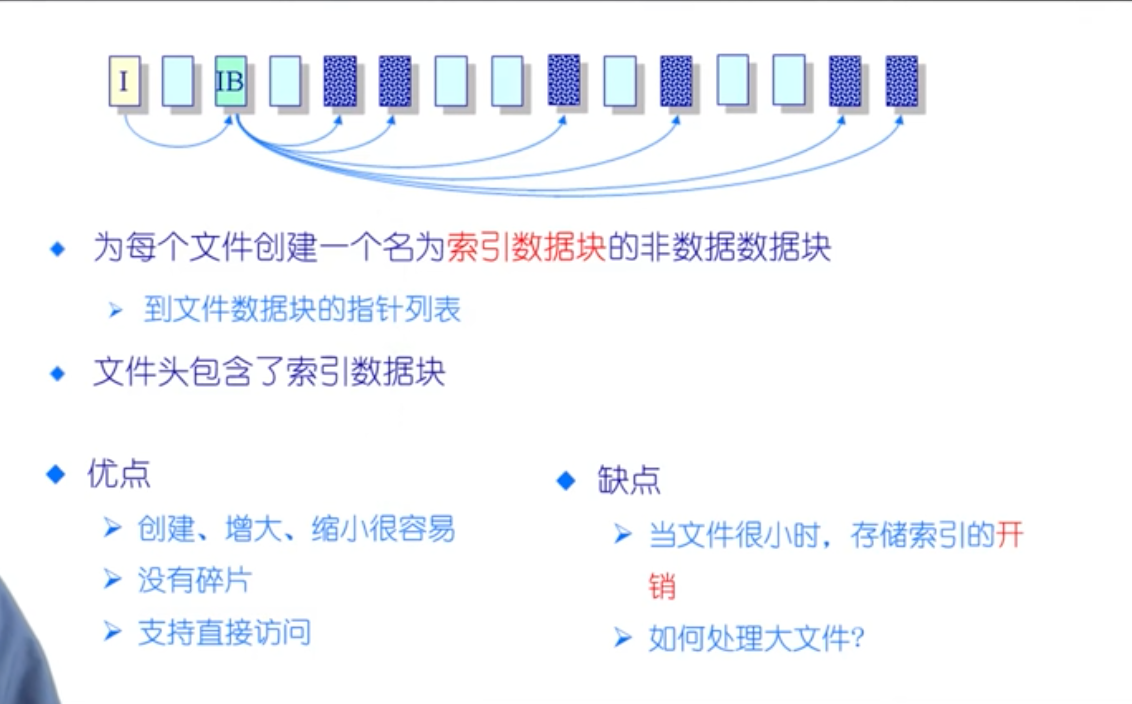 I IB
为每个文件创建一个名为索引数据块的非数据数据块
到文件数据块的指针列表
文件头包含了索引数据块
优点
创建、增大、缩小很容易
没有碎片
支持直接访问
缺点
当文件很小时，存储索引的开
销
如何处理大文件?